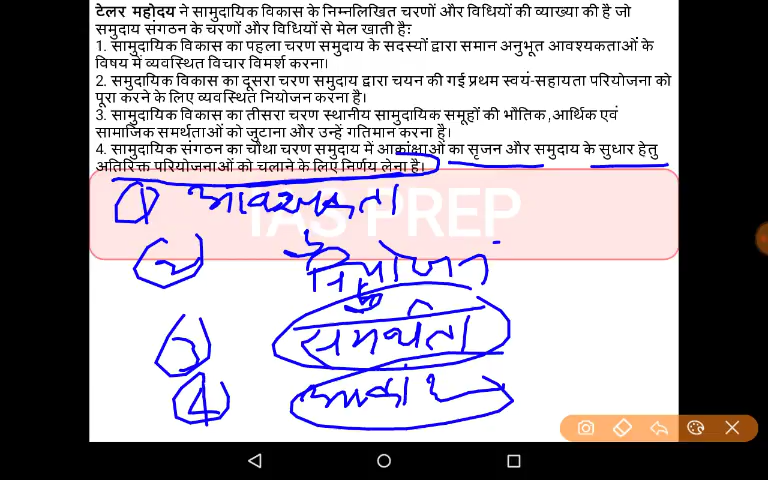 टेलर महोदय ने सामुदायिक विकास के निम्नलिखित चरणों और विधियों की व्याख्या की है जो
समुदाय संगठन के चरणों और विधियों से मेल खाती हैः
1. सामुदायिक विकास का पहला चरण समुदाय के सदस्यों द्वारा समान अनुभूत आवश्यकताओं के
विषय में व्यवस्थित विचार विमर्श करना।
2. समुदायिक विकास का दूसरा चरण समुदाय द्वारा चयन की गई प्रथम स्वयं-सहायता परियोजना को
पूरा करने के लिए व्यवस्थित नियोजन करना है।
3. सामुदायिक विकास का तीसरा चरण स्थानीय सामुदायिक समूहों की भौतिक ,आर्थिक एवं
सामाजिक समर्थताओं को जुटाना और उन्हें गतिमान करना है।
4. सामुदायिक संगठन का चौथा चरण समुदाय में आक्रांक्षाओं का सृजन और समुदाय के सुधार हेतु
अतिरिक्त परियोजनाओं को चलाने के लिए निर्णय लेना है।
IAS PREP
1 आवश्यकता
2 नियोजन
3 समर्थता
4